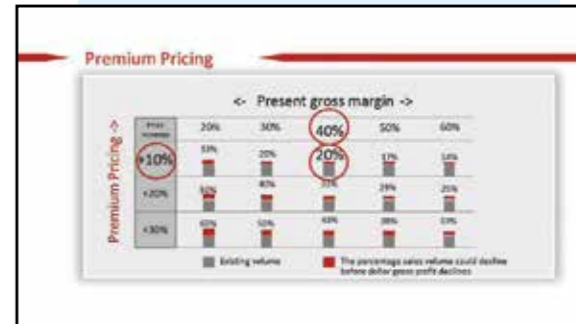 Premium Pricing
<- Present gross margin ->
Premium Pricing ->
Price increase 20% 30% 40% 50% 60%
+10% 33% 20% 17% 14%
+20% 50% 40% 33% 29% 25%
+30% 60% 50% 43% 38% 33%
Existing volume
The percentage sales volume could decline
before dollar gross profit declines